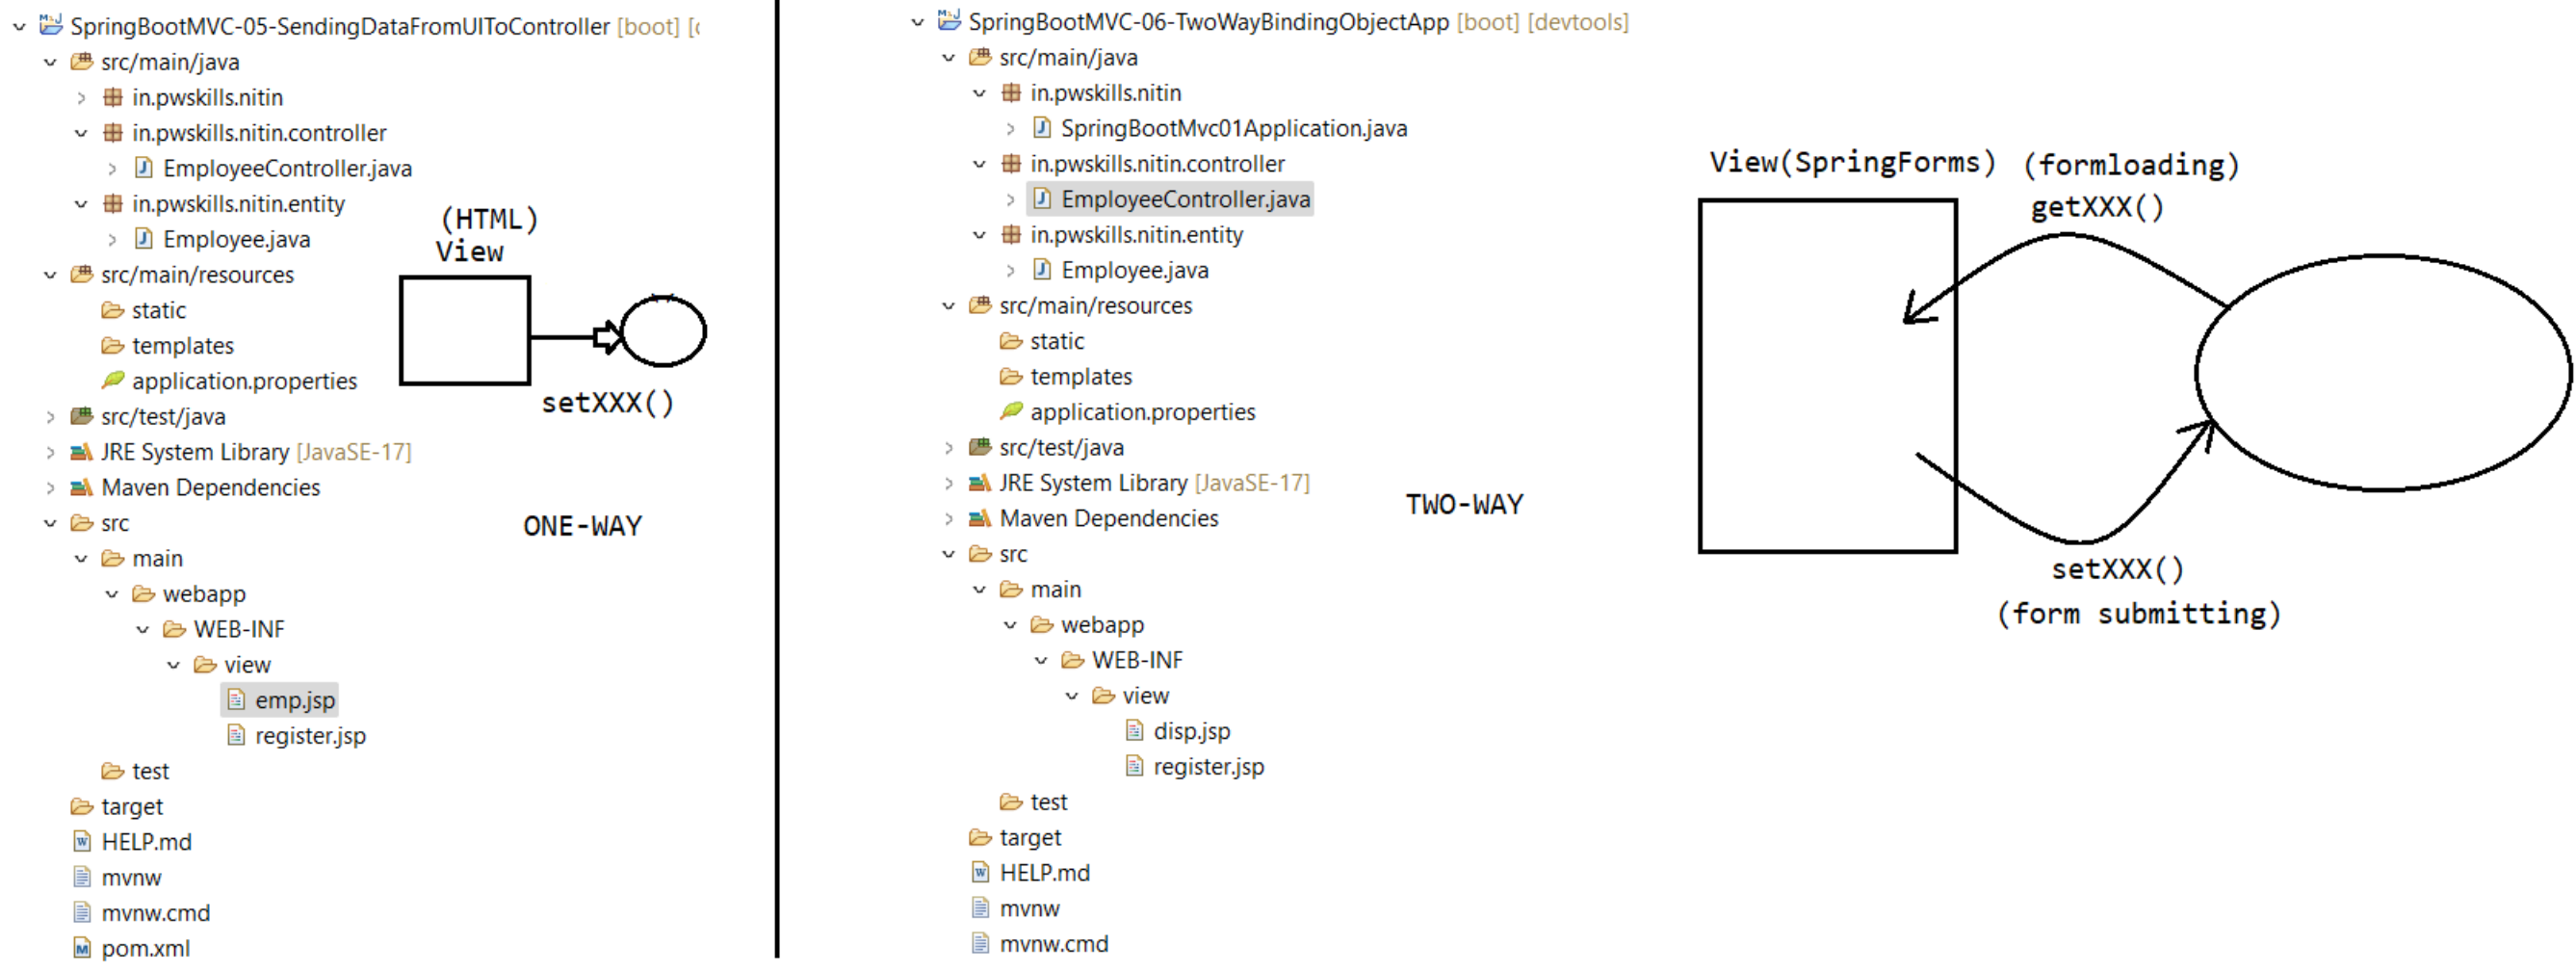 SpringBootMVC-05-SendingDataFromUIToController [boot] [
src/main/java
in.pwskills.nitin
in.pwskills.nitin.controller
EmployeeController.java
in.pwskills.nitin.entity
Employee.java
src/main/resources
static
templates
application.properties
src/test/java
JRE System Library [JavaSE-17]
Maven Dependencies
src
main
webapp
WEB-INF
view
emp.jsp
register.jsp
test
target
HELP.md
mvnw
mvnw.cmd
pom.xml
(HTML)
View
setXXX()
ONE-WAY
SpringBootMVC-06-TwoWayBindingObjectApp [boot] [devtools]
src/main/java
in.pwskills.nitin
SpringBootMvc01Application.java
in.pwskills.nitin.controller
EmployeeController.java
in.pwskills.nitin.entity
Employee.java
src/main/resources
static
templates
application.properties
src/test/java
JRE System Library [JavaSE-17]
Maven Dependencies
src
main
webapp
WEB-INF
view
disp.jsp
register.jsp
test
target
HELP.md
mvnw
mvnw.cmd
TWO-WAY
View(SpringForms) (formloading)
getXXX()
setXXX()
(form submitting)